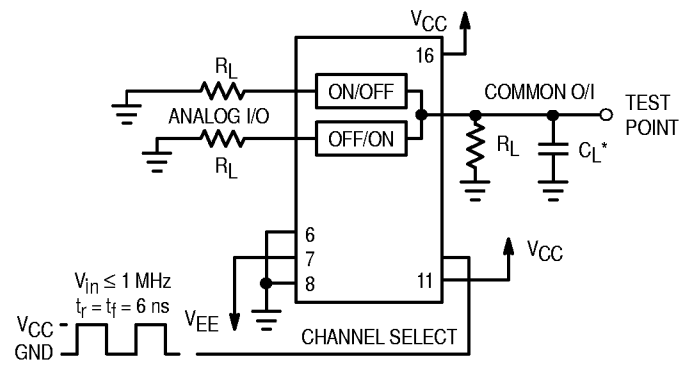 VCC
16
RL
ON/OFF
COMMON O/I
TEST
POINT
ANALOG I/O
OFF/ON
RL
RL
CL*
6
7
8
11
VCC
Vin ≤ 1 MHz
tr = tf = 6 ns
VEE
VCC
GND
CHANNEL SELECT